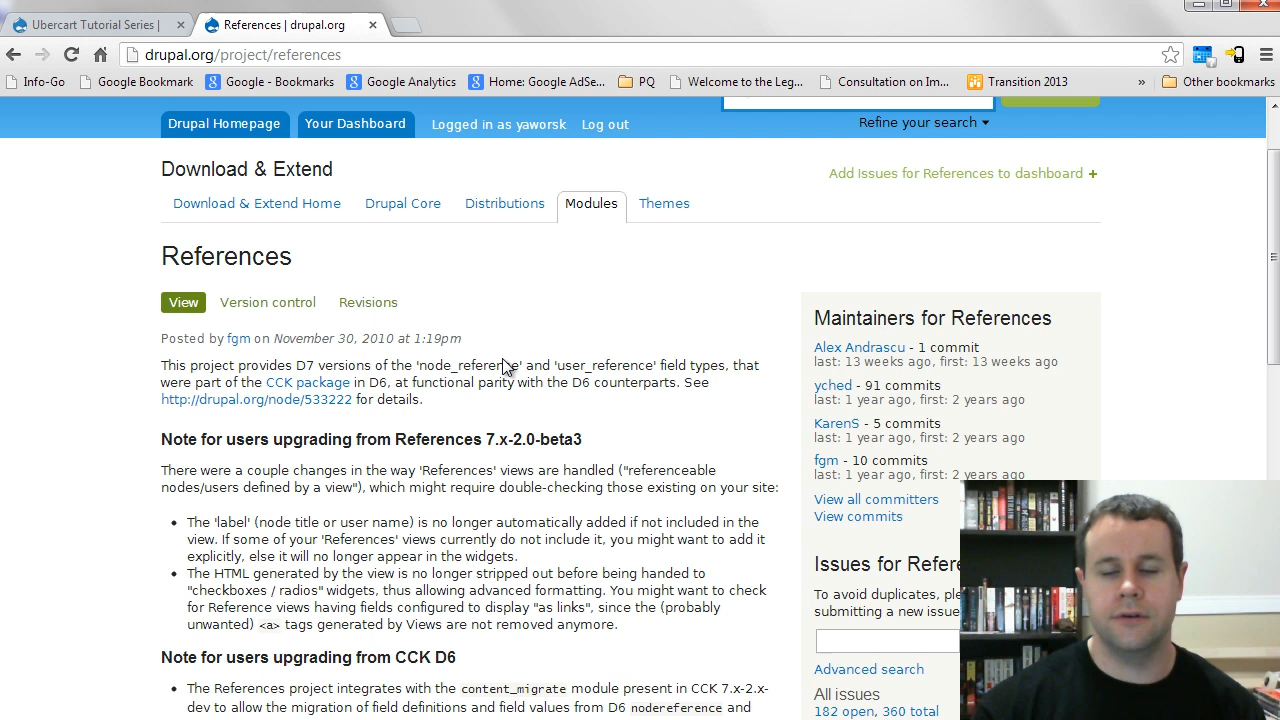 Ubercart Tutorial Series | × References | drupal.org ×
drupal.org/project/references
Info-Go Google Bookmark Google - Bookmarks Google Analytics Home: Google AdSe... PQ Welcome to the Leg... Consultation on Im... Transition 2013 » Other bookmarks
Drupal Homepage Your Dashboard Logged in as yaworsk Log out
Refine your search
Download & Extend
Add Issues for References to dashboard +
Download & Extend Home Drupal Core Distributions Modules Themes
References
View Version control Revisions
Posted by fgm on November 30, 2010 at 1:19pm
This project provides D7 versions of the 'node_reference' and 'user_reference' field types, that
were part of the CCK package in D6, at functional parity with the D6 counterparts. See
http://drupal.org/node/533222 for details.
Note for users upgrading from References 7.x-2.0-beta3
There were a couple changes in the way 'References' views are handled ("referenceable
nodes/users defined by a view"), which might require double-checking those existing on your site:
• The 'label' (node title or user name) is no longer automatically added if not included in the
view. If some of your 'References' views currently do not include it, you might want to add it
explicitly, else it will no longer appear in the widgets.
• The HTML generated by the view is no longer stripped out before being handed to
"checkboxes / radios" widgets, thus allowing advanced formatting. You might want to check
for Reference views having fields configured to display "as links", since the (probably
unwanted) <a> tags generated by Views are not removed anymore.
Note for users upgrading from CCK D6
• The References project integrates with the content_migrate module present in CCK 7.x-2.x-
dev to allow the migration of field definitions and field values from D6 nodereference and
Maintainers for References
Alex Andrascu - 1 commit
last: 13 weeks ago, first: 13 weeks ago
yched - 91 commits
last: 1 year ago, first: 2 years ago
KarenS - 5 commits
last: 1 year ago, first: 2 years ago
fgm - 10 commits
last: 1 year ago, first: 2 years ago
View all committers
View commits
Issues for Refere
To avoid duplicates, ple
submitting a new issue
Advanced search
All issues
182 open, 360 total